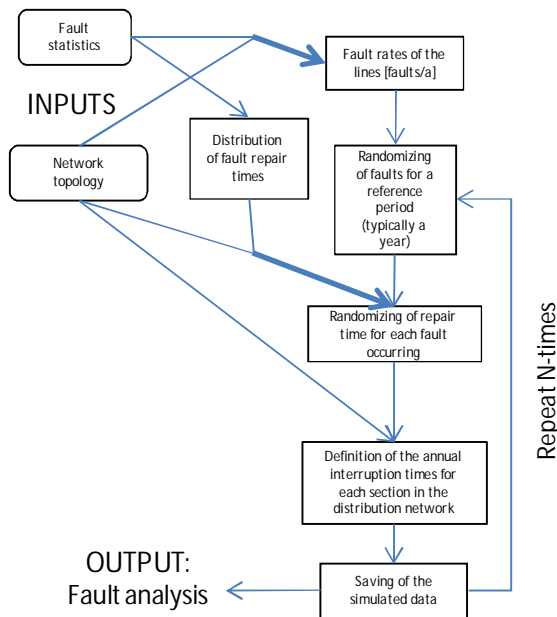 Fault
statistics
Fault rates of the
lines [faults/a]
INPUTS
Distribution
of fault repair
times
Network
topology
Randomizing
of faults for a
reference
period
(typically a
year)
Randomizing of repair
time for each fault
occurring
Repeat N-times
Definition of the annual
interruption times for
each section in the
distribution network
OUTPUT:
Fault analysis
Saving of the
simulated data